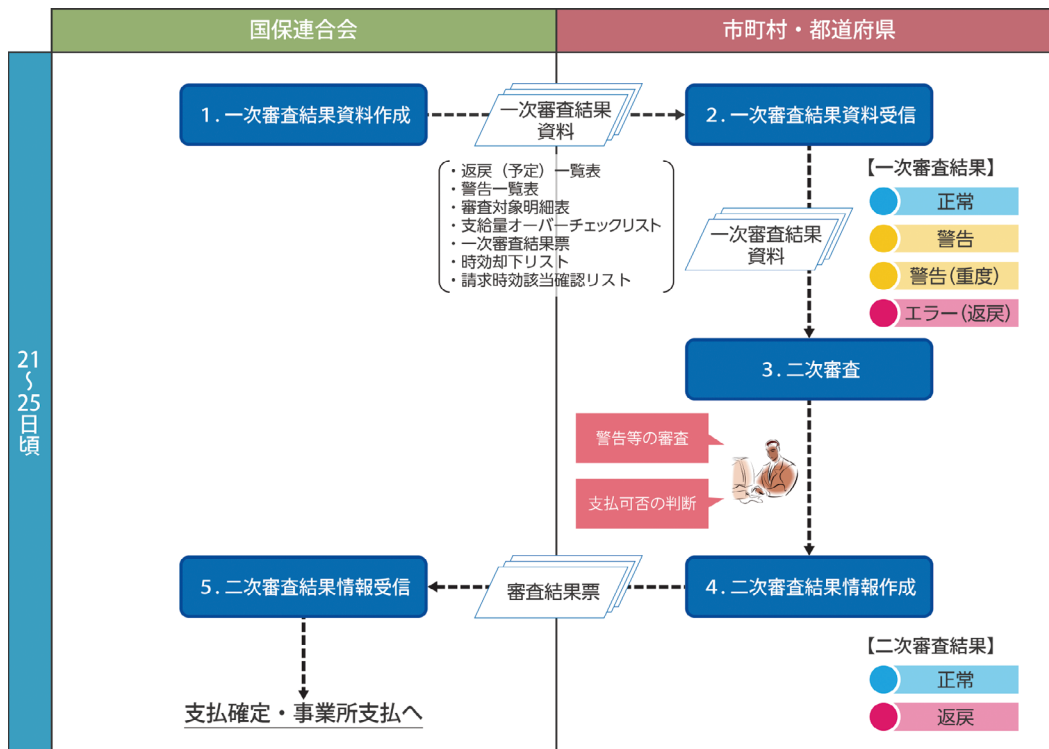 国保連合会
市町村・都道府県
21～25日頃
1.一次審査結果資料作成
一次審査結果
資料
2.一次審査結果資料受信
・返戻（予定）一覧表
・警告一覧表
・審査対象明細表
・支給量オーバーチェックリスト
・一次審査結果票
・時効却下リスト
・請求時効該当確認リスト
一次審査結果
資料
【一次審査結果】
正常
警告
警告(重度)
エラー(返戻)
3.二次審査
警告等の審査
支払可否の判断
4.二次審査結果情報作成
審査結果票
5.二次審査結果情報受信
支払確定・事業所支払へ
【二次審査結果】
正常
返戻